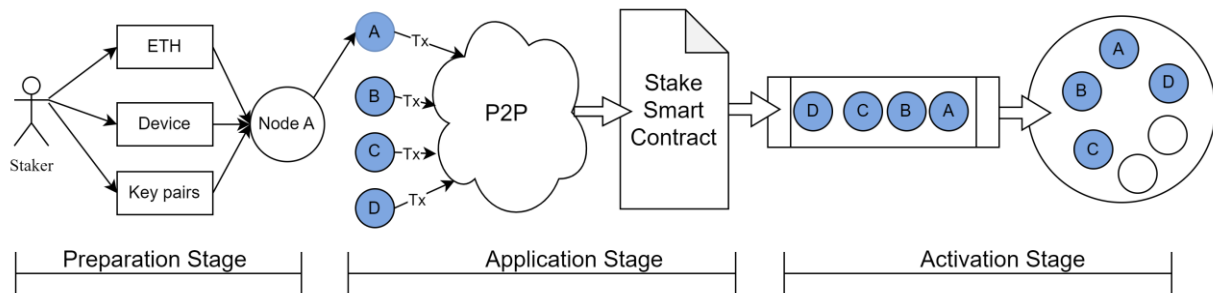 Staker
ETH
Device
Key pairs
Node A
A
B
C
D
Tx
Tx
Tx
Tx
P2P
Stake
Smart
Contract
D C B A
A
B
D
C
Preparation Stage
Application Stage
Activation Stage